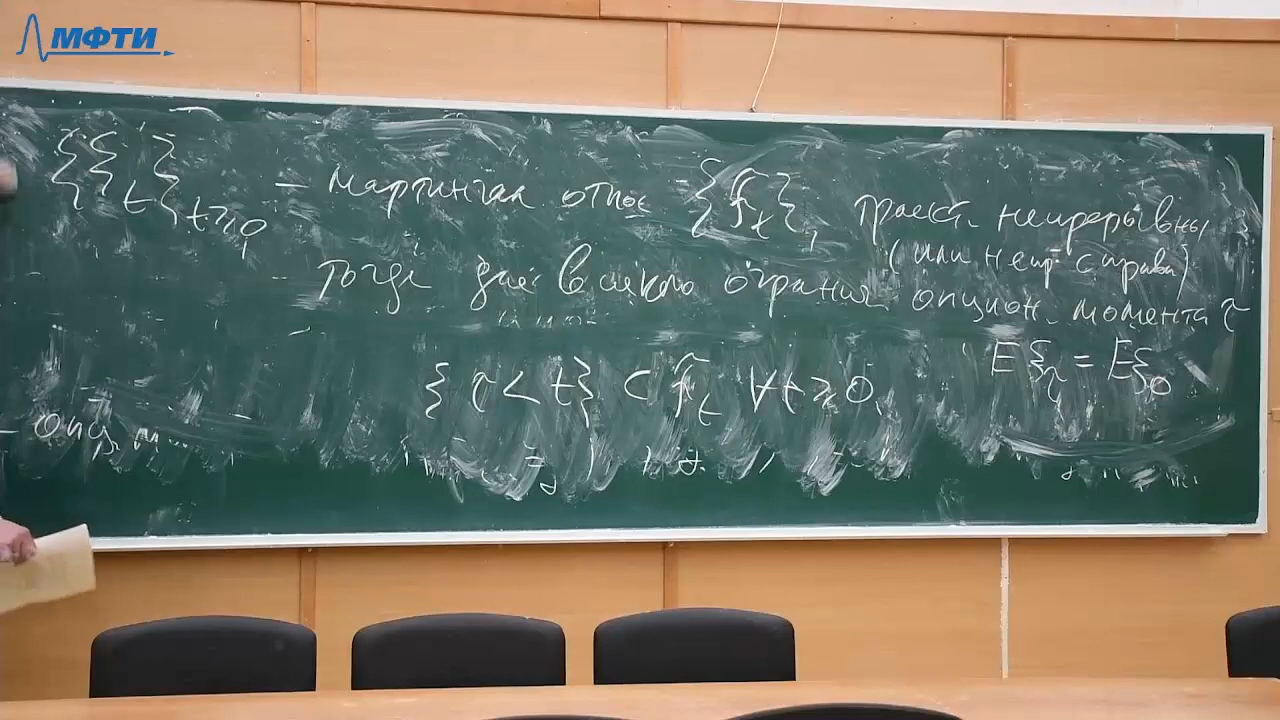 МФТИ
{ξ_t}_{t≥0} – мартингал относ {F_t}, траект. непрерывны
(или непр. справа)
– тогда для всякого огранич. опцион. момента τ
Eξ_τ = Eξ_0
{τ < t} ⊂ F_t ∀t ≥ 0.
– опц. м